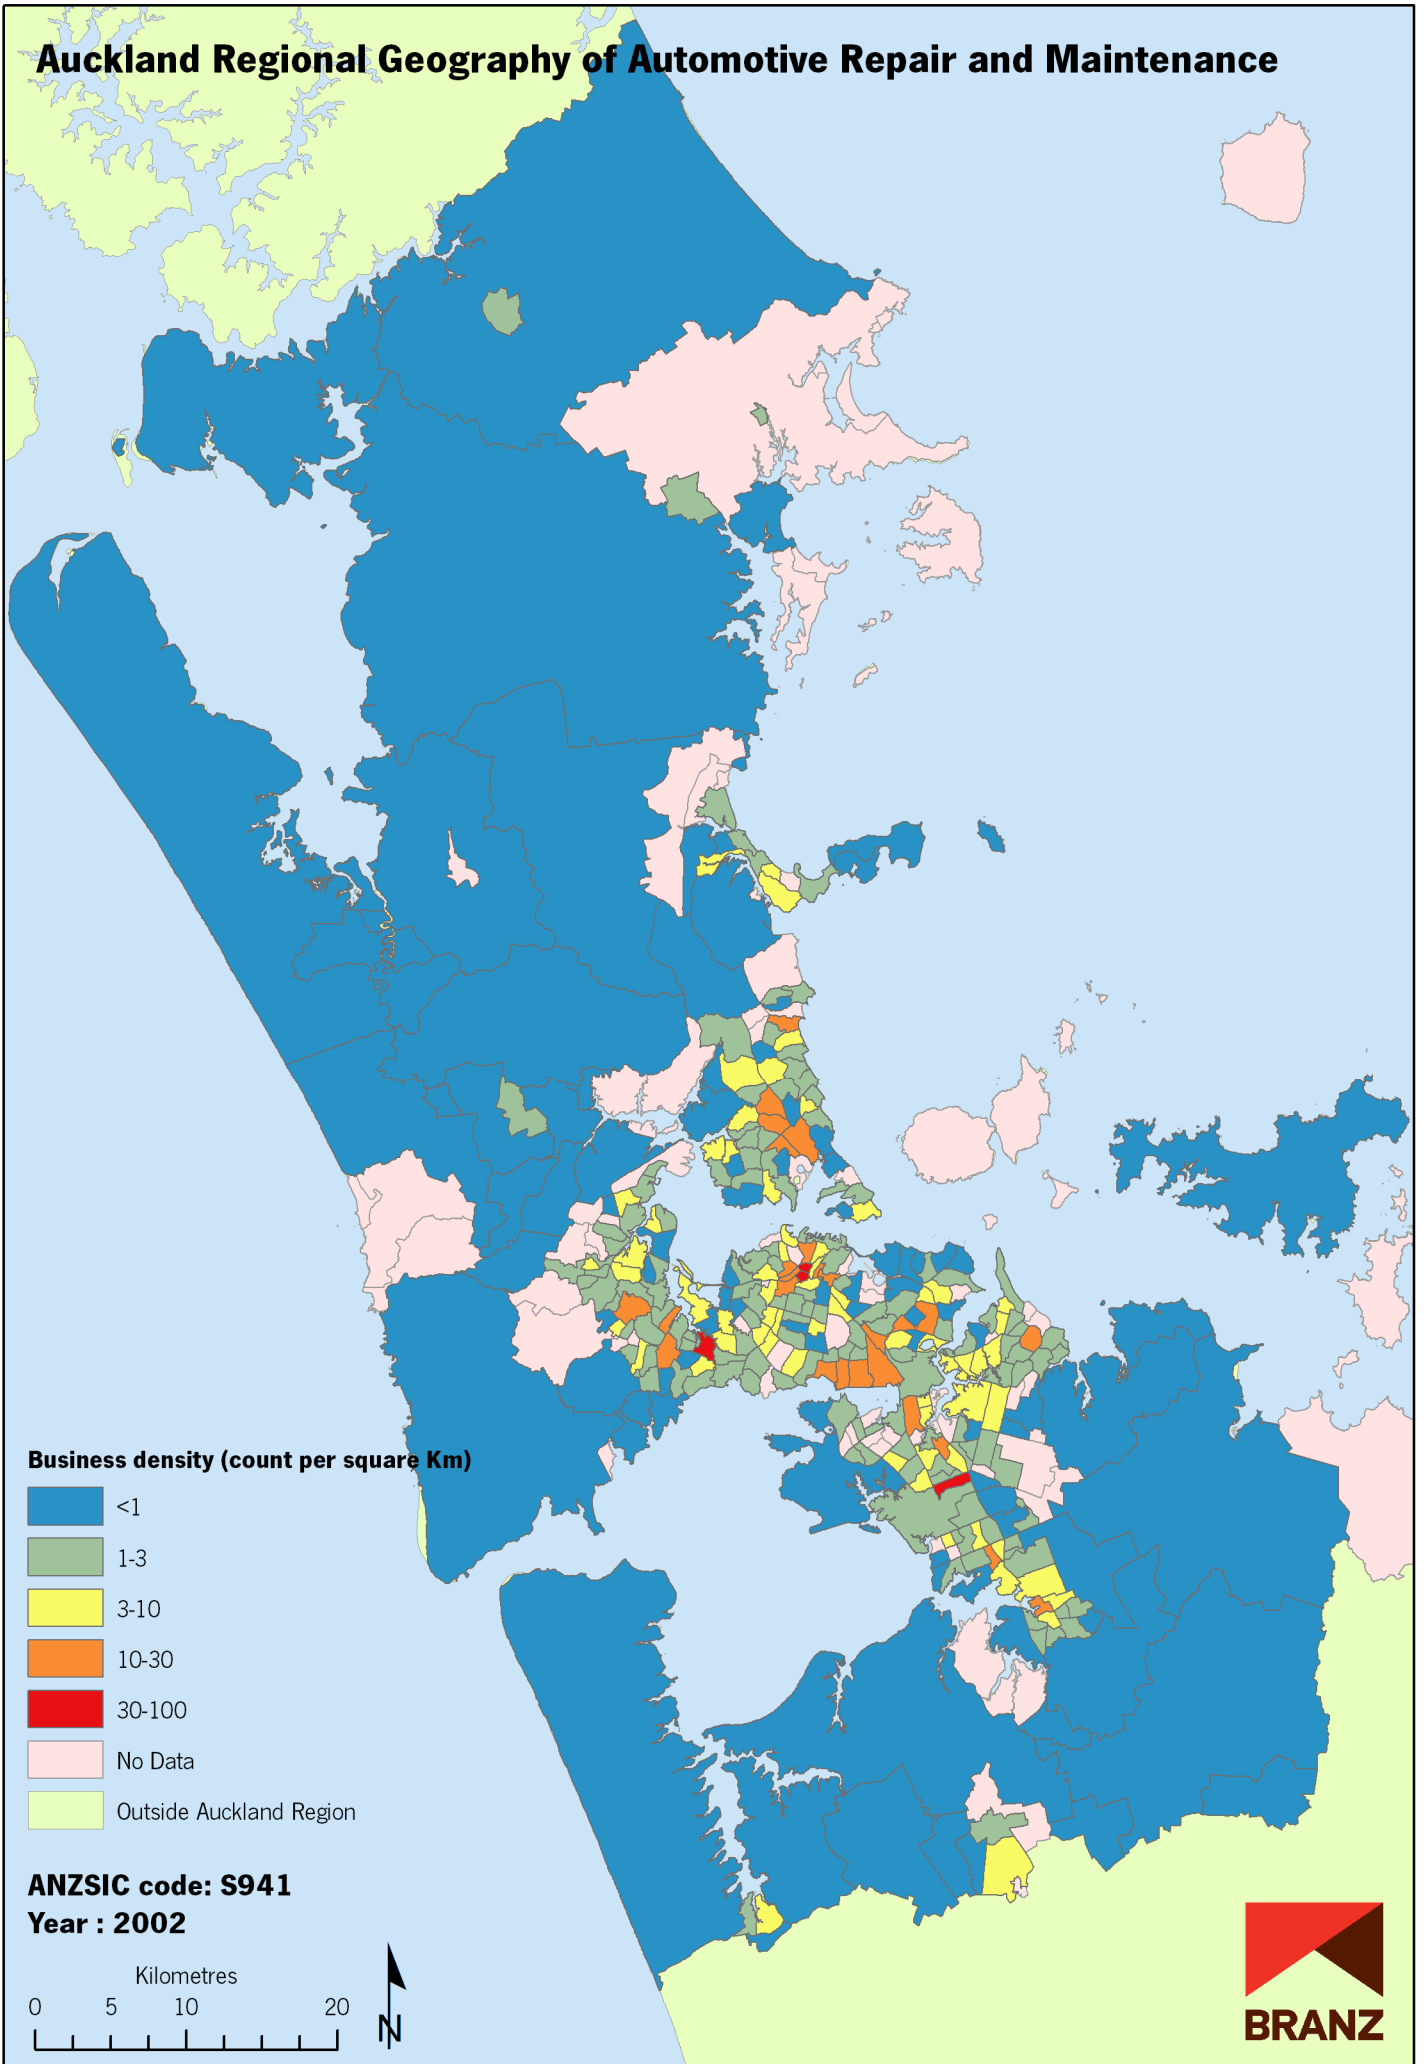 Auckland Regional Geography of Automotive Repair and Maintenance
Business density (count per square Km)
<1
1-3
3-10
10-30
30-100
No Data
Outside Auckland Region
ANZSIC code: S941
Year : 2002
Kilometres
0 5 10 20
N
BRANZ